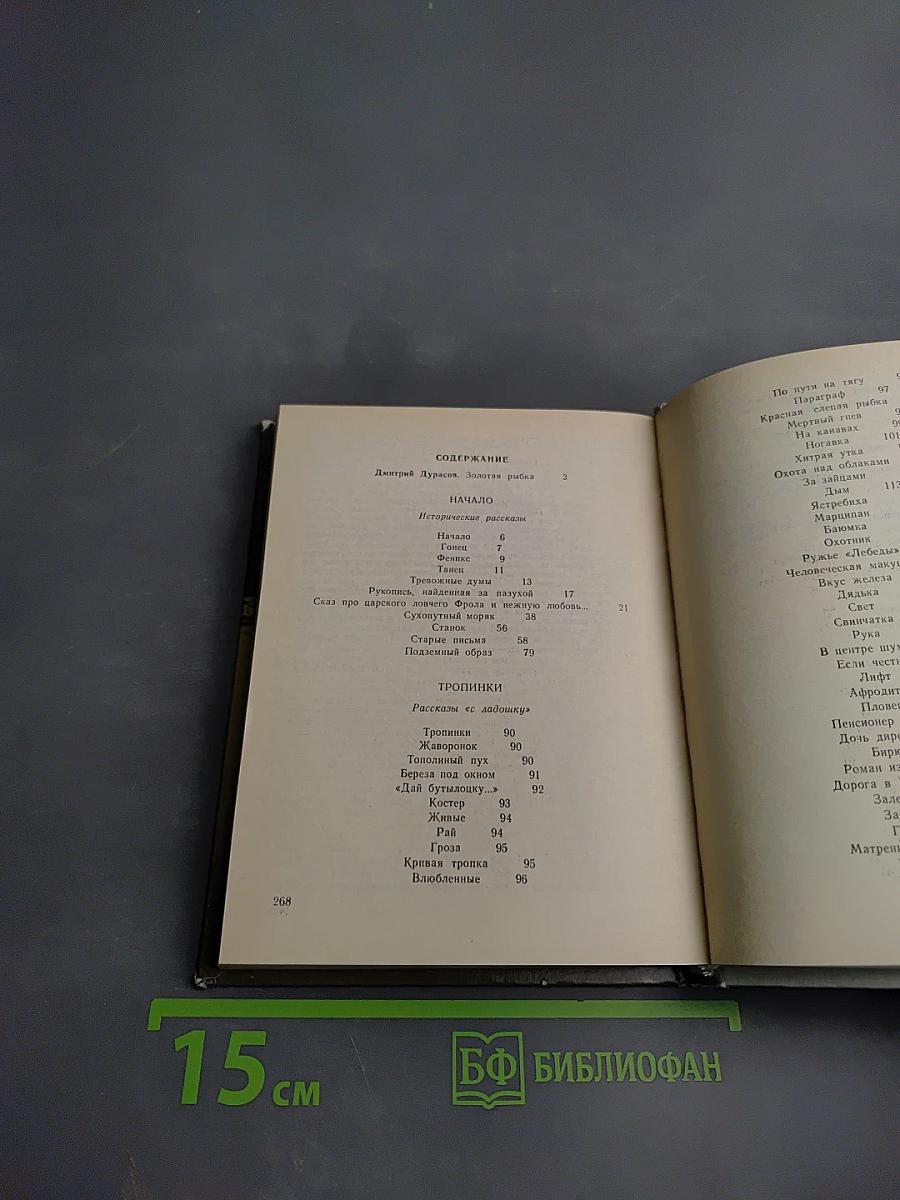 СОДЕРЖАНИЕ
Дмитрий Дурасов. Золотая рыбка 3
НАЧАЛО
Исторические рассказы
Начало 6
Гонец 7
Феникс 9
Танец 11
Тревожные думы 13
Рукопись, найденная за пазухой 17
Сказ про царского ловчего Фрола и нежную любовь... 21
Сухопутный моряк 38
Станок 56
Старые письма 58
Подземный образ 79
ТРОПИНКИ
Рассказы «с ладошку»
Тропинки 90
Жаворонок 90
Тополиный пух 90
Береза под окном 91
«Дай бутылоцку...» 92
Костер 93
Живые 94
Рай 94
Гроза 95
Кривая тропка 95
Влюбленные 96
268
По пути на тягу
Параграф 97
Красная слепая рыбка
Мертвый гнев
На канавах
Ногавка 101
Хитрая утка
Охота над облаками
За зайцами
Дым 113
Ястребиха
Марципан
Баюмка
Охотник
Ружье «Лебеды»
Человеческая
Вкус железа
Дядька
Свет
Свинчатка
Рука
В центре
Если
Лифт
Пенсионер
Дочь
Роман
Дорога в
15 см
БФ БИБЛИОФАН